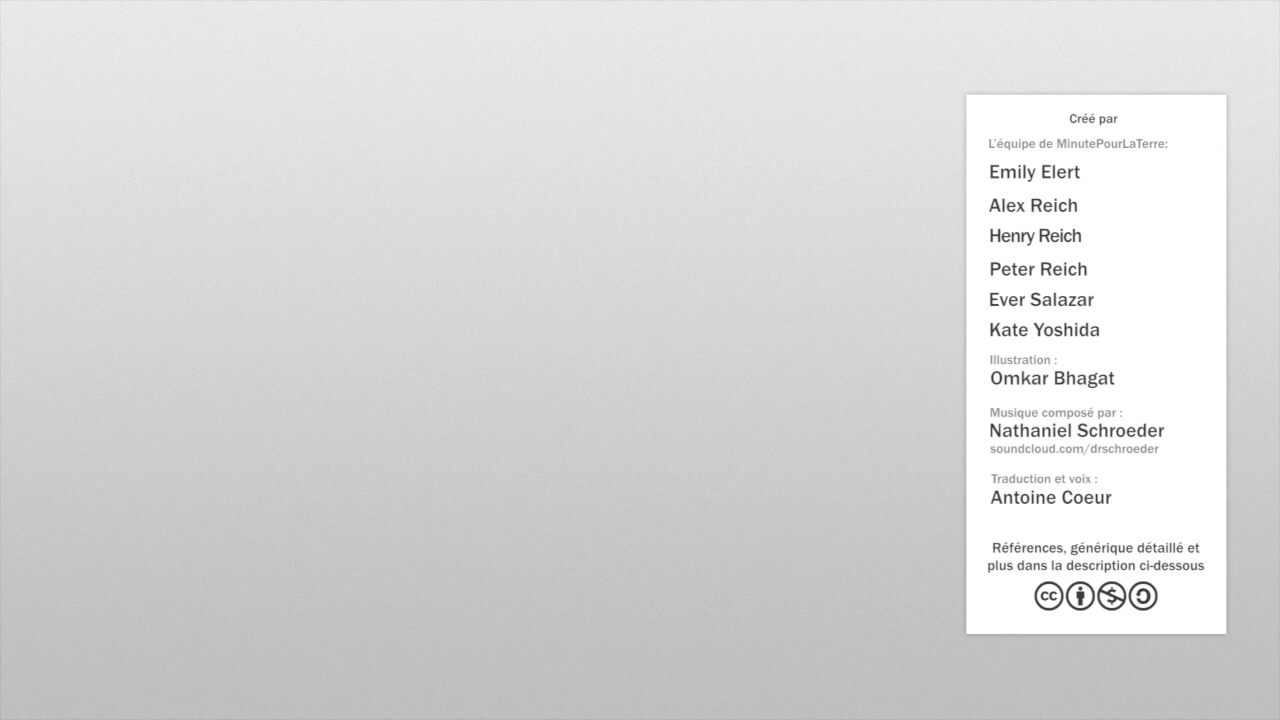 Créé par
L'équipe de MinutePourLaTerre:
Emily Elert
Alex Reich
Henry Reich
Peter Reich
Ever Salazar
Kate Yoshida
Illustration :
Omkar Bhagat
Musique composé par :
Nathaniel Schroeder
soundcloud.com/drschroeder
Traduction et voix :
Antoine Coeur
Références, générique détaillé et
plus dans la description ci-dessous
cc